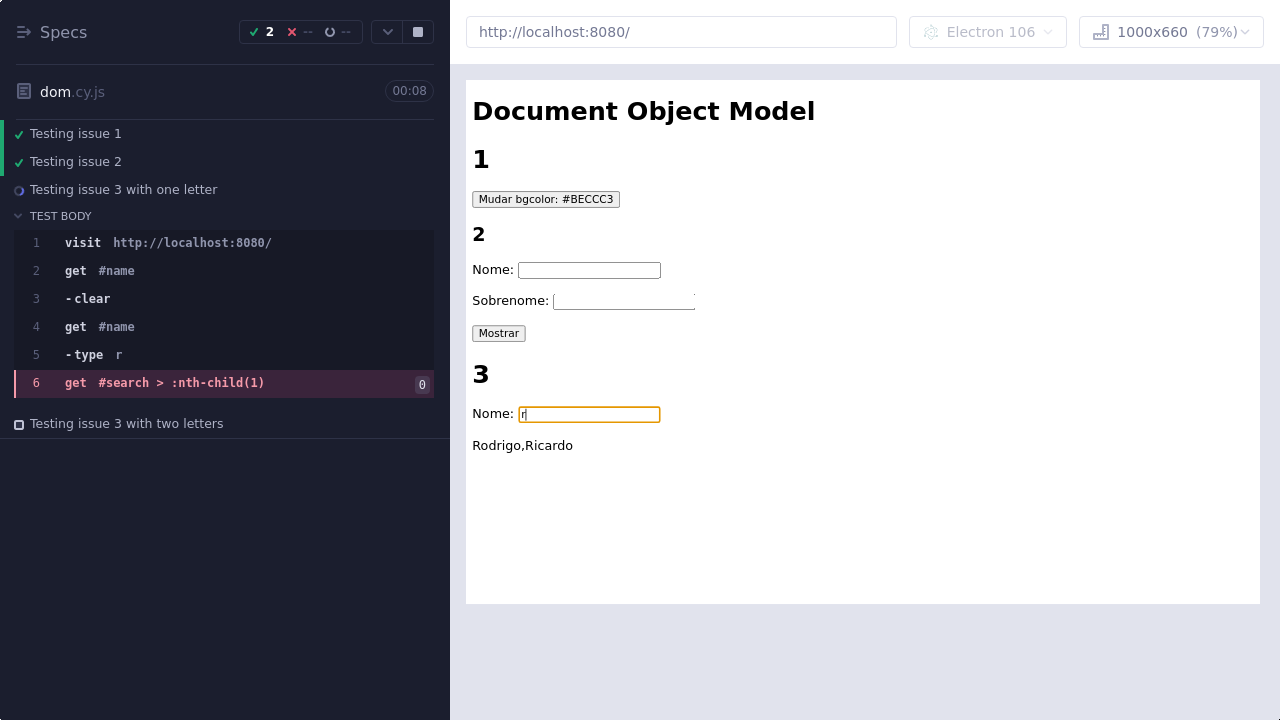 Specs
2 -- --
dom.cy.js 00:08
Testing issue 1
Testing issue 2
Testing issue 3 with one letter
TEST BODY
1 visit http://localhost:8080/
2 get #name
3 -clear
4 get #name
5 -type r
6 get #search > :nth-child(1) 0
Testing issue 3 with two letters
http://localhost:8080/
Electron 106
1000x660 (79%)
Document Object Model
1
Mudar bgcolor: #BECCC3
2
Nome:
Sobrenome:
Mostrar
3
Nome: r
Rodrigo,Ricardo